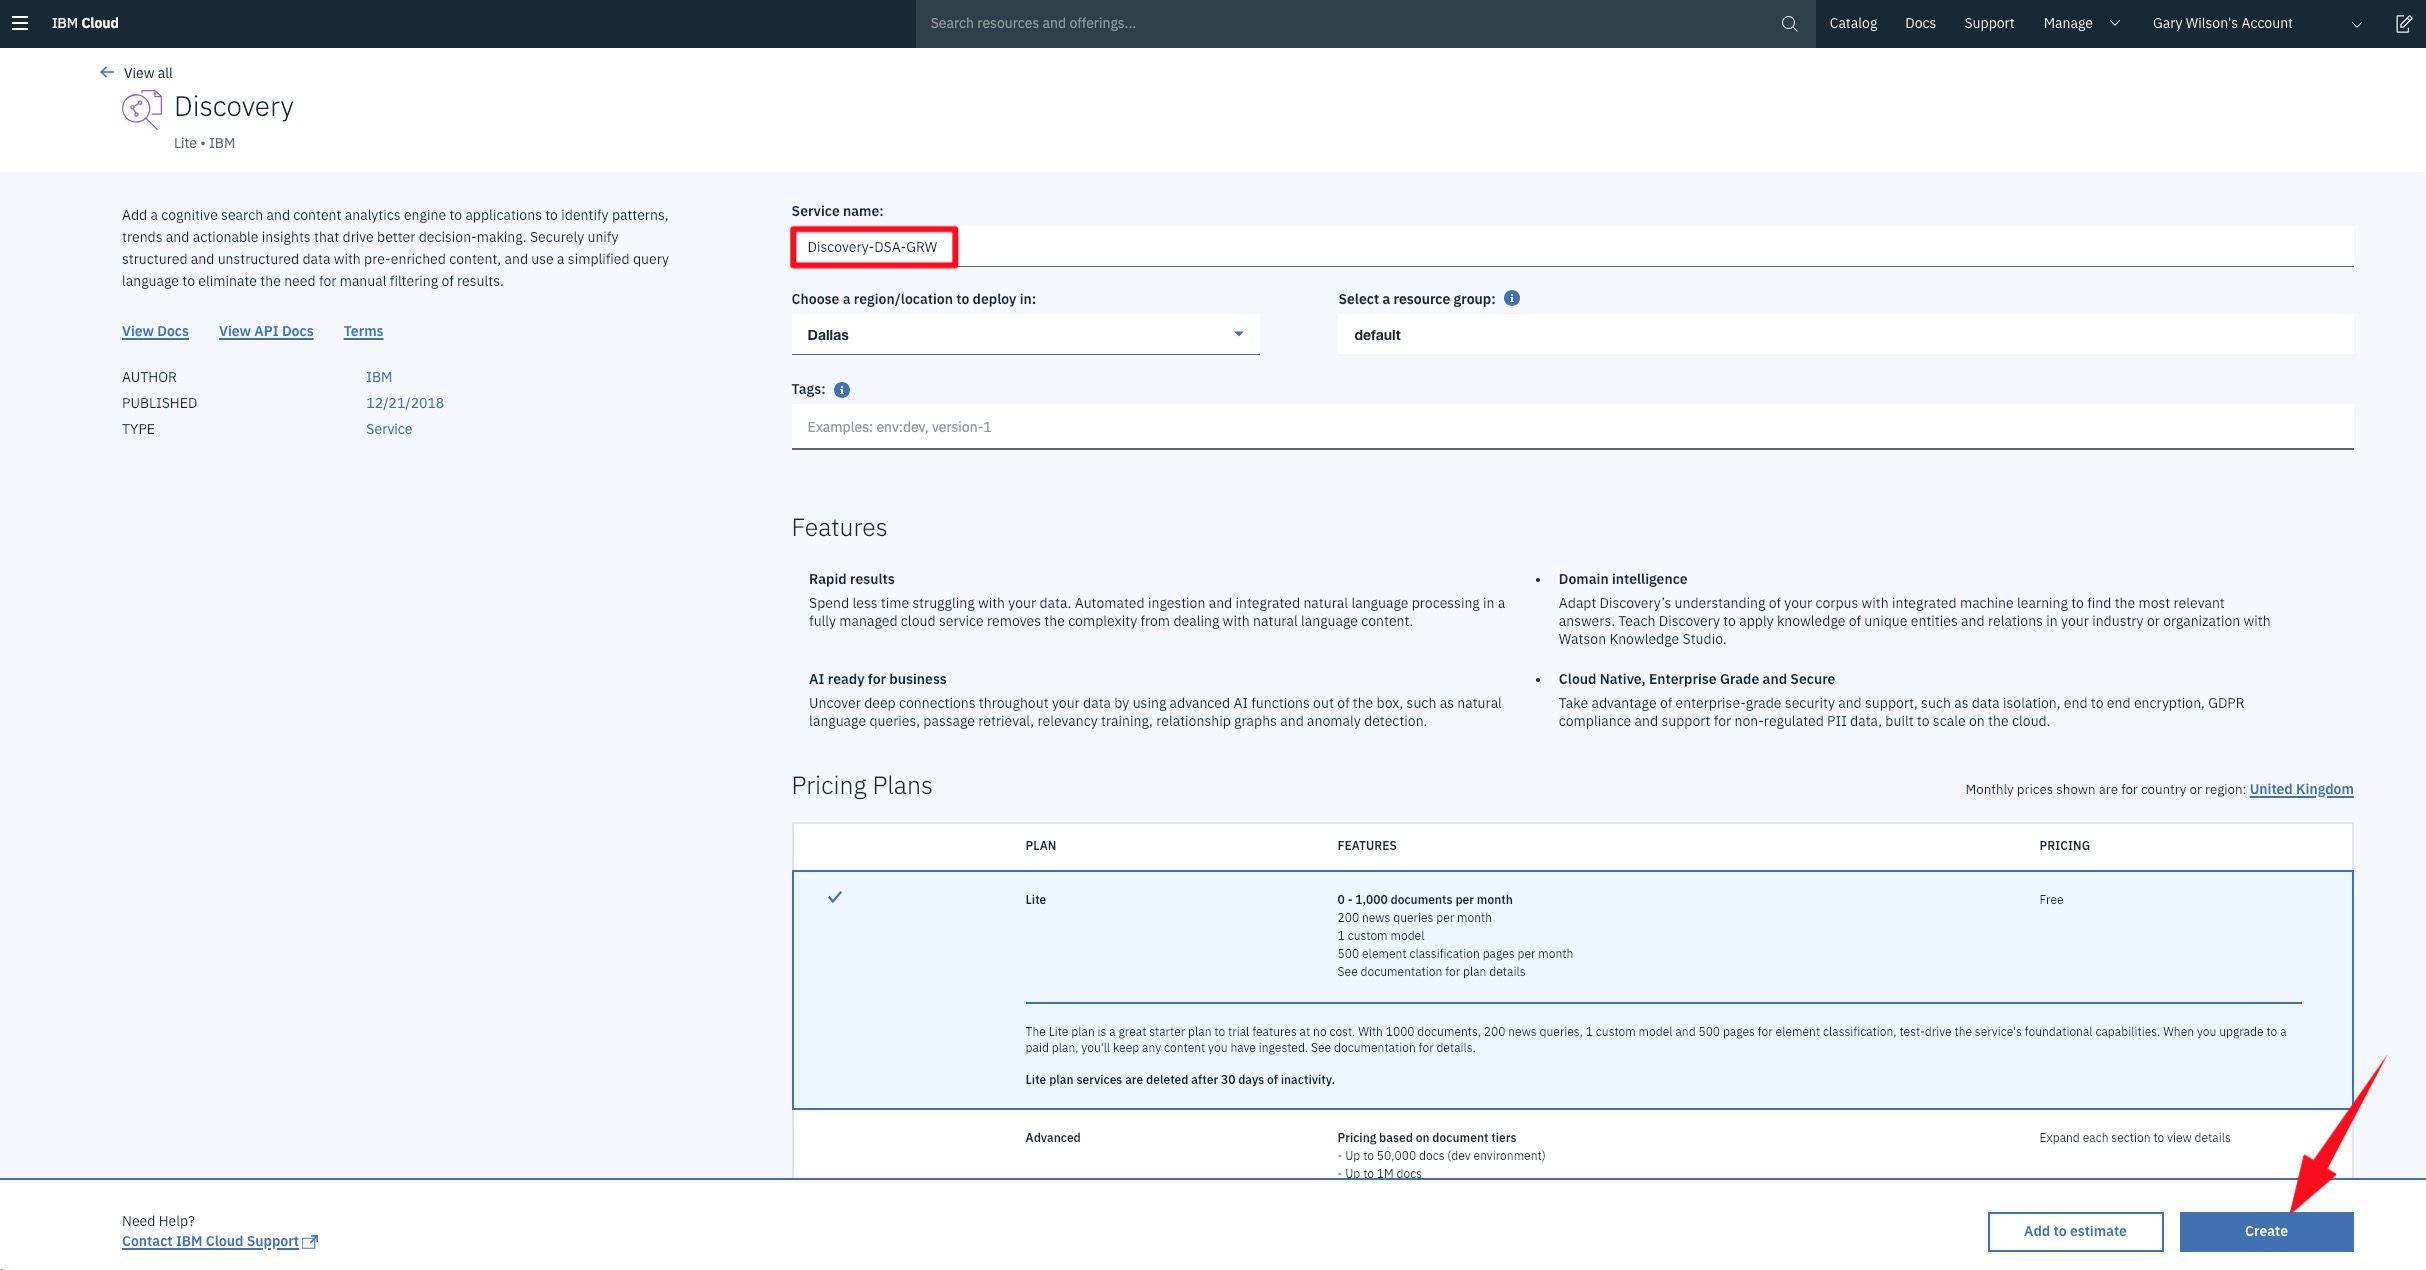 IBM Cloud
Search resources and offerings...
Catalog
Docs
Support
Manage
Gary Wilson's Account
View all
Discovery
Lite • IBM
Add a cognitive search and content analytics engine to applications to identify patterns,
trends and actionable insights that drive better decision-making. Securely unify
structured and unstructured data with pre-enriched content, and use a simplified query
language to eliminate the need for manual filtering of results.
View Docs
View API Docs
Terms
AUTHOR IBM
PUBLISHED 12/21/2018
TYPE Service
Service name:
Discovery-DSA-GRW
Choose a region/location to deploy in:
Dallas
Select a resource group:
default
Tags:
Examples: env:dev, version-1
Features
Rapid results
Spend less time struggling with your data. Automated ingestion and integrated natural language processing in a
fully managed cloud service removes the complexity from dealing with natural language content.
• Domain intelligence
Adapt Discovery's understanding of your corpus with integrated machine learning to find the most relevant
answers. Teach Discovery to apply knowledge of unique entities and relations in your industry or organization with
Watson Knowledge Studio.
AI ready for business
Uncover deep connections throughout your data by using advanced AI functions out of the box, such as natural
language queries, passage retrieval, relevancy training, relationship graphs and anomaly detection.
• Cloud Native, Enterprise Grade and Secure
Take advantage of enterprise-grade security and support, such as data isolation, end to end encryption, GDPR
compliance and support for non-regulated PII data, built to scale on the cloud.
Pricing Plans
Monthly prices shown are for country or region: United Kingdom
PLAN FEATURES PRICING
Lite
0 - 1,000 documents per month
200 news queries per month
1 custom model
500 element classification pages per month
See documentation for plan details
Free
The Lite plan is a great starter plan to trial features at no cost. With 1000 documents, 200 news queries, 1 custom model and 500 pages for element classification, test-drive the service's foundational capabilities. When you upgrade to a
paid plan, you'll keep any content you have ingested. See documentation for details.
Lite plan services are deleted after 30 days of inactivity.
Advanced
Pricing based on document tiers
- Up to 50,000 docs (dev environment)
- Up to 1M docs
Expand each section to view details
Need Help?
Contact IBM Cloud Support
Add to estimate
Create